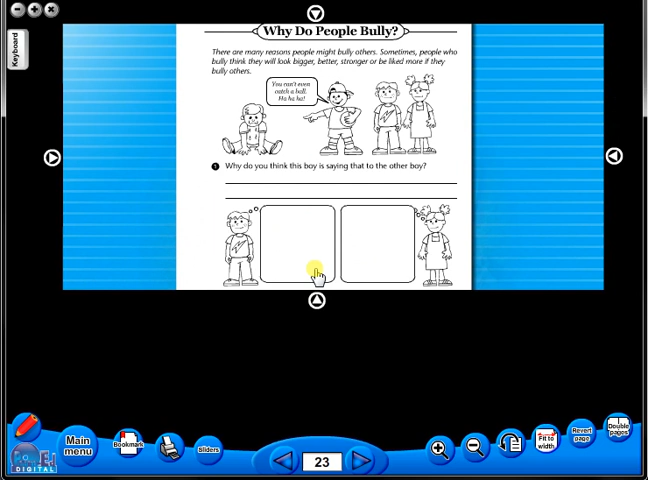 Keyboard
Why Do People Bully?
There are many reasons people might bully others. Sometimes, people who
bully think they will look bigger, better, stronger or be liked more if they
bully others.
You can't even
catch a ball.
Ha ha ha!
1 Why do you think this boy is saying that to the other boy?
Main
menu
Bookmark
Sliders
23
Fit to
width
Revert
page
Double
pages
DIGITAL